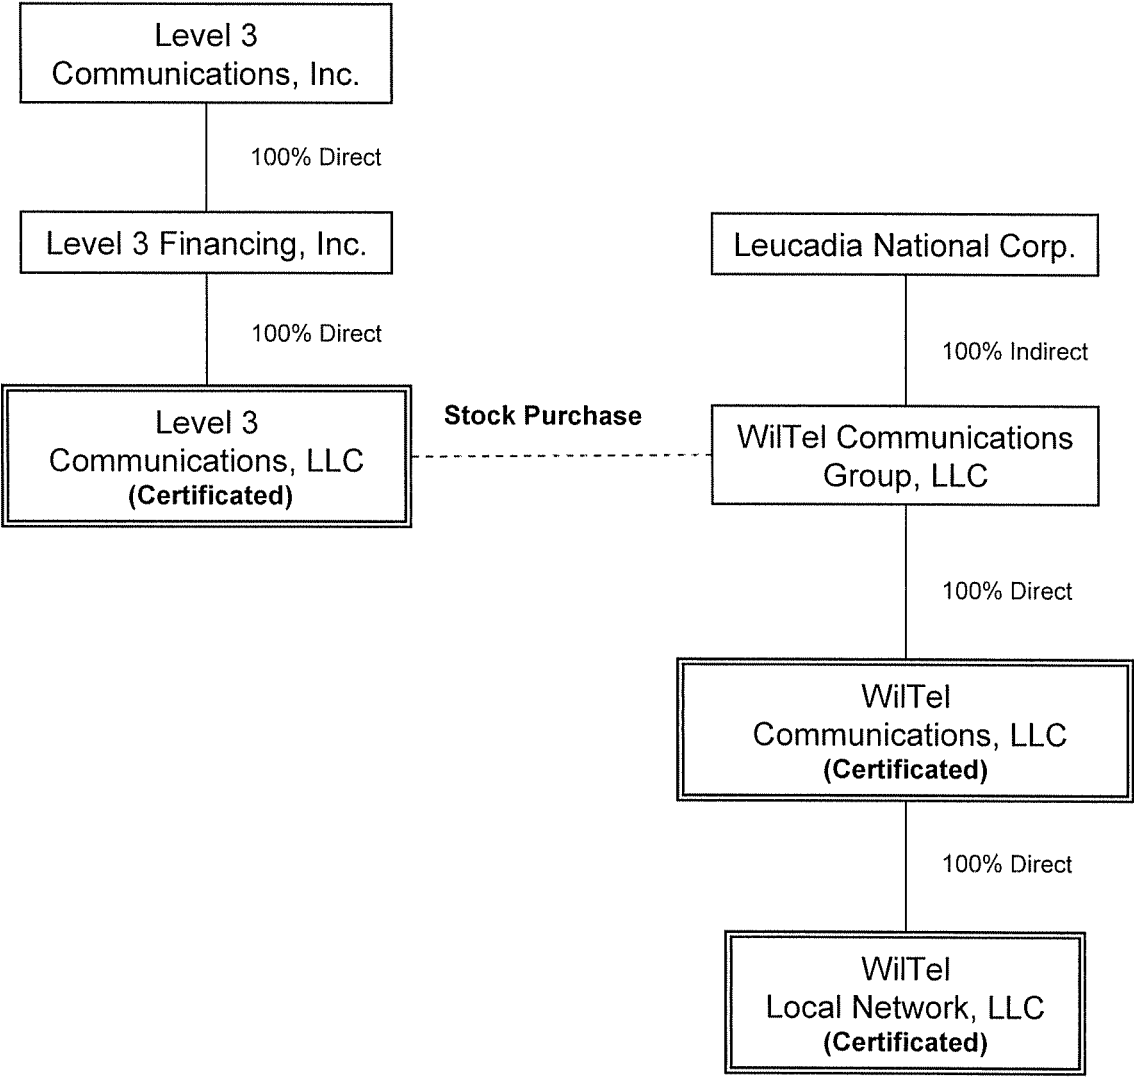 Level 3
Communications, Inc.
100% Direct
Level 3 Financing, Inc.
100% Direct
Level 3
Communications, LLC
(Certificated)
Stock Purchase
Leucadia National Corp.
100% Indirect
WilTel Communications
Group, LLC
100% Direct
WilTel
Communications, LLC
(Certificated)
100% Direct
WilTel
Local Network, LLC
(Certificated)